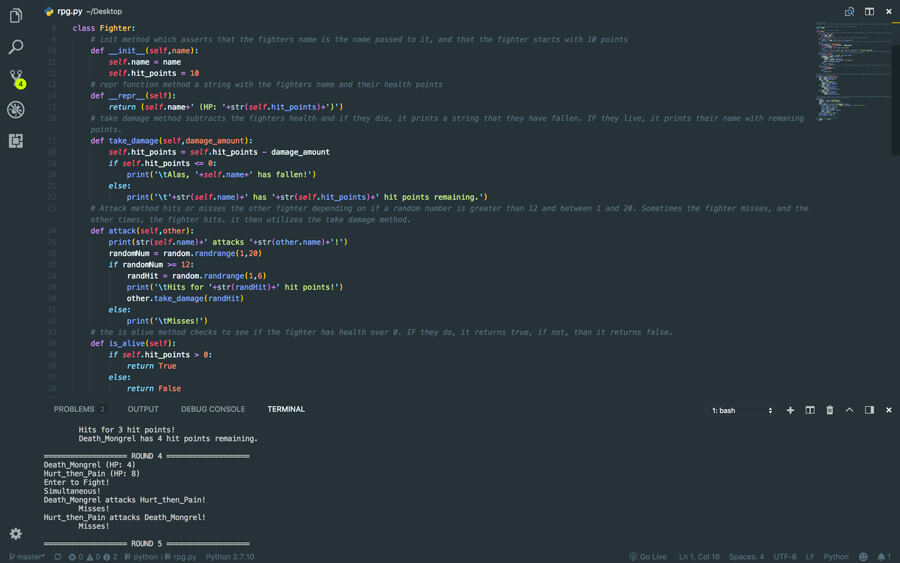 rpg.py ~/Desktop
8 class Fighter:
9 # init method which asserts that the fighters name is the name passed to it, and that the fighter starts with 10 points
10 def __init__(self,name):
11 self.name = name
12 self.hit_points = 10
13 # repr function method a string with the fighters name and their health points
14 def __repr__(self):
15 return (self.name+' (HP: '+str(self.hit_points)+')')
16 # take damage method subtracts the fighters health and if they die, it prints a string that they have fallen. IF they live, it prints their name with remaning
points.
17 def take_damage(self,damage_amount):
18 self.hit_points = self.hit_points - damage_amount
19 if self.hit_points <= 0:
20 print('\tAlas, '+self.name+' has fallen!')
21 else:
22 print('\t'+str(self.name)+' has '+str(self.hit_points)+' hit points remaining.')
23 # Attack method hits or misses the other fighter depending on if a random number is greater than 12 and between 1 and 20. Sometimes the fighter misses, and the
other times, the fighter hits. it then utilizes the take damage method.
24 def attack(self,other):
25 print(str(self.name)+' attacks '+str(other.name)+'!')
26 randomNum = random.randrange(1,20)
27 if randomNum >= 12:
28 randHit = random.randrange(1,6)
29 print('\tHits for '+str(randHit)+' hit points!')
30 other.take_damage(randHit)
31 else:
32 print('\tMisses!')
33 # the is alive method checks to see if the fighter has health over 0. IF they do, it returns true, if not, than it returns false.
34 def is_alive(self):
35 if self.hit_points > 0:
36 return True
37 else:
38 return False
4
PROBLEMS 2 OUTPUT DEBUG CONSOLE TERMINAL 1: bash
Hits for 3 hit points!
Death_Mongrel has 4 hit points remaining.
=================== ROUND 4 ===================
Death_Mongrel (HP: 4)
Hurt_then_Pain (HP: 8)
Enter to Fight!
Simultaneous!
Death_Mongrel attacks Hurt_then_Pain!
Misses!
Hurt_then_Pain attacks Death_Mongrel!
Misses!
=================== ROUND 5 ===================
master* 0 0 2 python | rpg.py Python 2.7.10 Go Live Ln 1, Col 16 Spaces: 4 UTF-8 LF Python 1